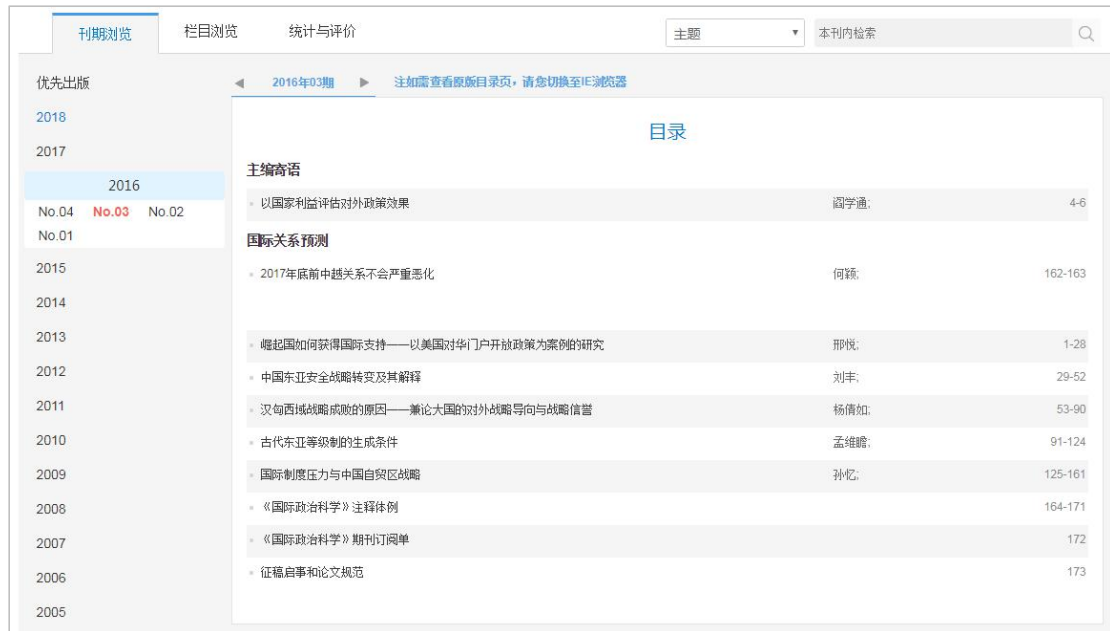 刊期浏览 栏目浏览 统计与评价 主题 本刊内检索
优先出版
2018
2017
2016
No.04 No.03 No.02
No.01
2015
2014
2013
2012
2011
2010
2009
2008
2007
2006
2005
2016年03期 注如需查看原版目录页，请您切换至IE浏览器
目录
主编寄语
以国家利益评估对外政策效果 阎学通; 4-6
国际关系预测
2017年底前中越关系不会严重恶化 何颖; 162-163
崛起国如何获得国际支持——以美国对华门户开放政策为案例的研究 邢悦; 1-28
中国东亚安全战略转变及其解释 刘丰; 29-52
汉匈西域战略成败的原因——兼论大国的对外战略导向与战略信誉 杨倩如; 53-90
古代东亚等级制的生成条件 孟维瞻; 91-124
国际制度压力与中国自贸区战略 孙忆; 125-161
《国际政治科学》注释体例 164-171
《国际政治科学》期刊订阅单 172
征稿启事和论文规范 173